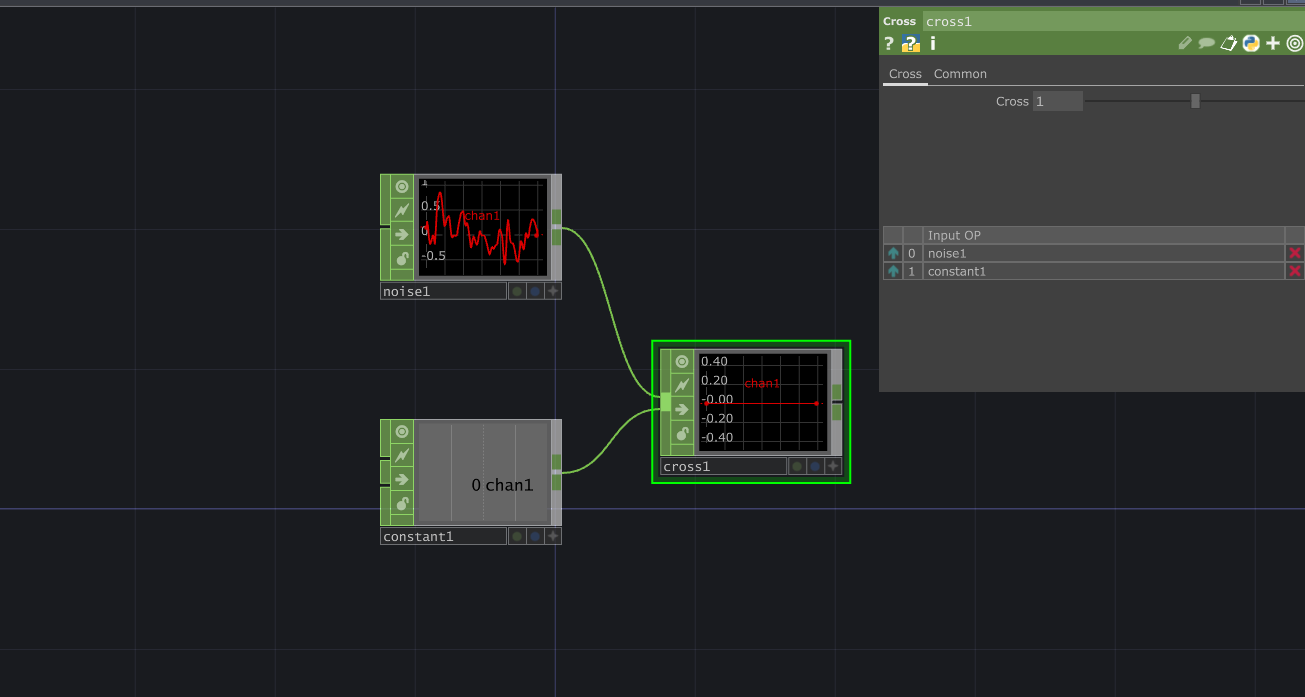 Cross cross1
? ? i
Cross Common
Cross 1
Input OP
0 noise1
1 constant1
1
0.5
0
-0.5
chan1
noise1
0.40
0.20
-0.00
-0.20
-0.40
chan1
cross1
0 chan1
constant1